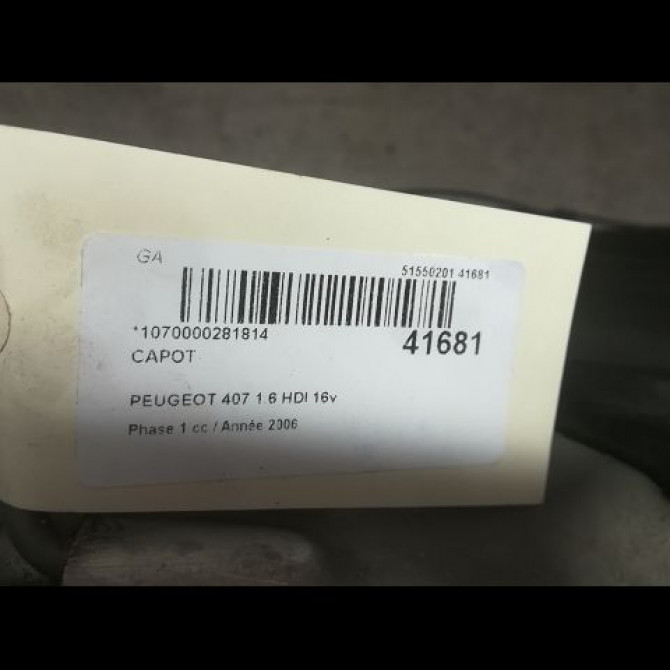 GA
51550201 41681
*1070000281814
41681
CAPOT
PEUGEOT 407 1.6 HDI 16v
Phase 1 cc / Année 2006